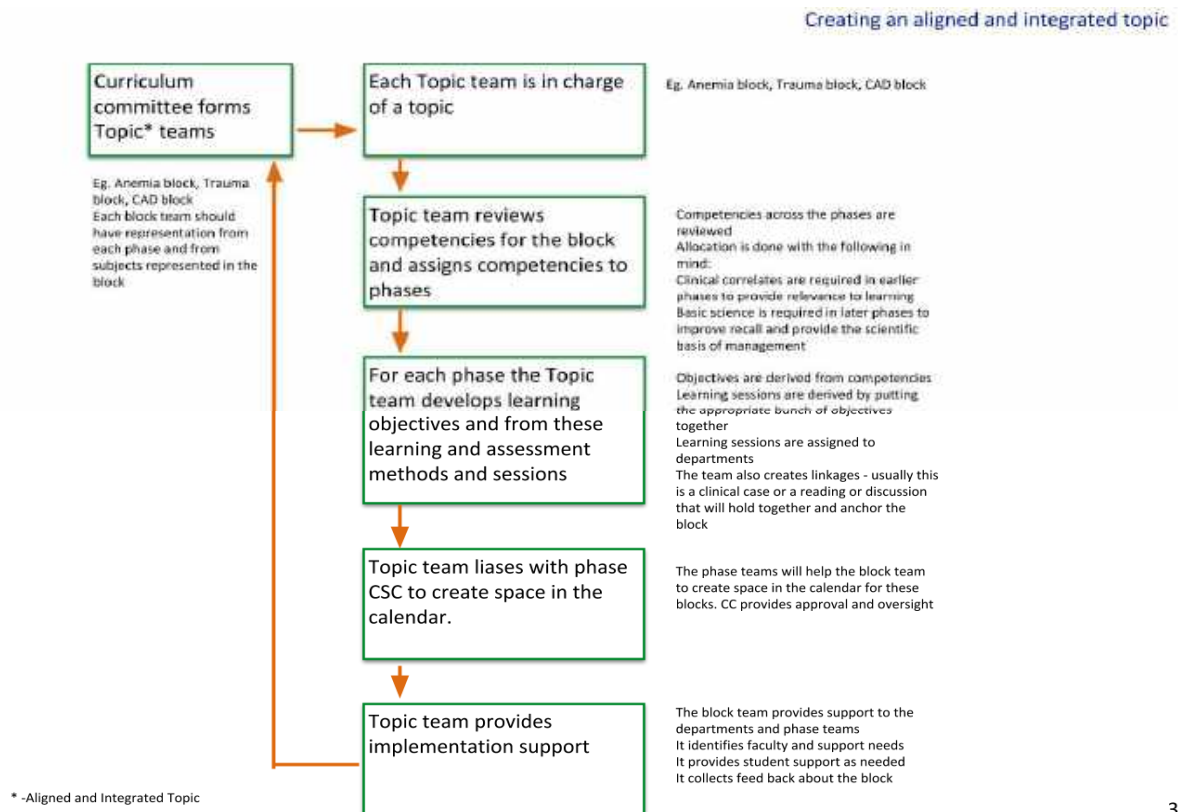 Creating an aligned and integrated topic
Curriculum
committee forms
Topic* teams
Eg. Anemia block, Trauma
block, CAD block
Each block team should
have representation from
each phase and from
subjects represented in the
block
Each Topic team is in charge
of a topic
Eg. Anemia block, Trauma block, CAD block
Topic team reviews
competencies for the block
and assigns competencies to
phases
Competencies across the phases are
reviewed
Allocation is done with the following in
mind:
Clinical correlates are required in earlier
phases to provide relevance to learning
Basic science is required in later phases to
improve recall and provide the scientific
basis of management
For each phase the Topic
team develops learning
objectives and from these
learning and assessment
methods and sessions
Objectives are derived from competencies
Learning sessions are derived by putting
the appropriate bunch of objectives
together
Learning sessions are assigned to
departments
The team also creates linkages - usually this
is a clinical case or a reading or discussion
that will hold together and anchor the
block
Topic team liases with phase
CSC to create space in the
calendar.
The phase teams will help the block team
to create space in the calendar for these
blocks. CC provides approval and oversight
Topic team provides
implementation support
The block team provides support to the
departments and phase teams
It identifies faculty and support needs
It provides student support as needed
It collects feed back about the block
* -Aligned and Integrated Topic
3